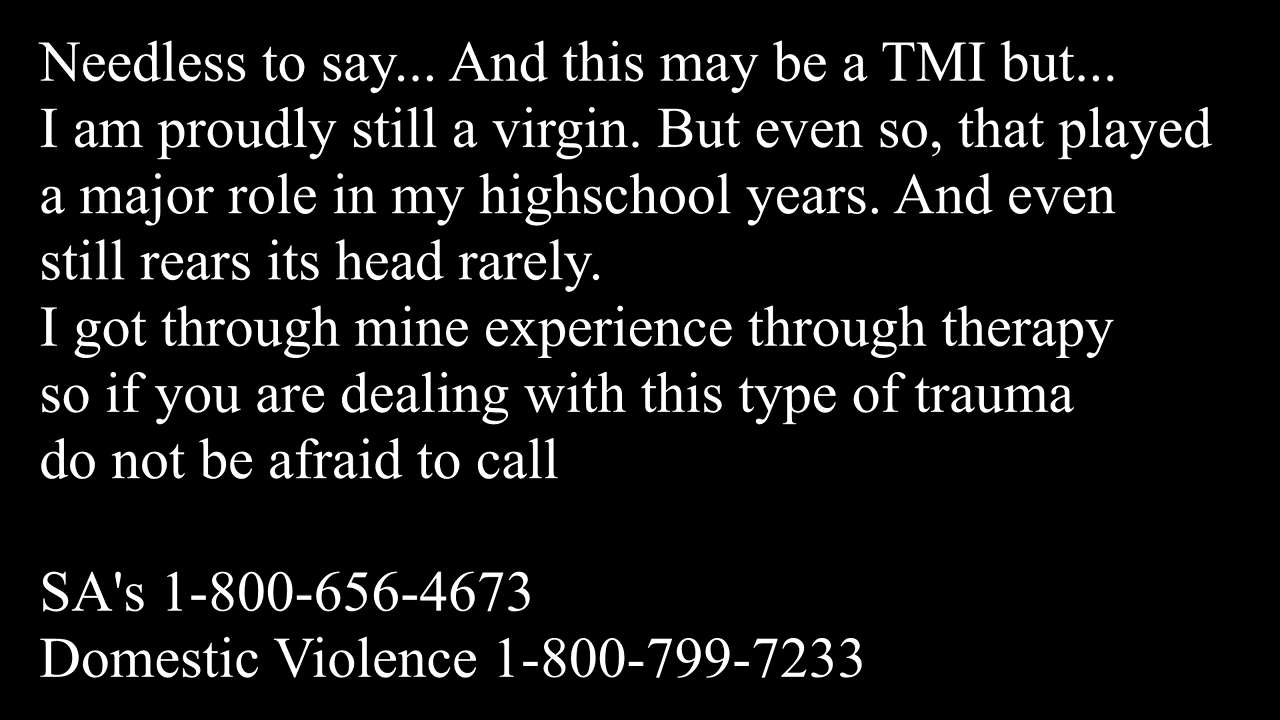 Needless to say... And this may be a TMI but...
I am proudly still a virgin. But even so, that played
a major role in my highschool years. And even
still rears its head rarely.
I got through mine experience through therapy
so if you are dealing with this type of trauma
do not be afraid to call
SA's 1-800-656-4673
Domestic Violence 1-800-799-7233